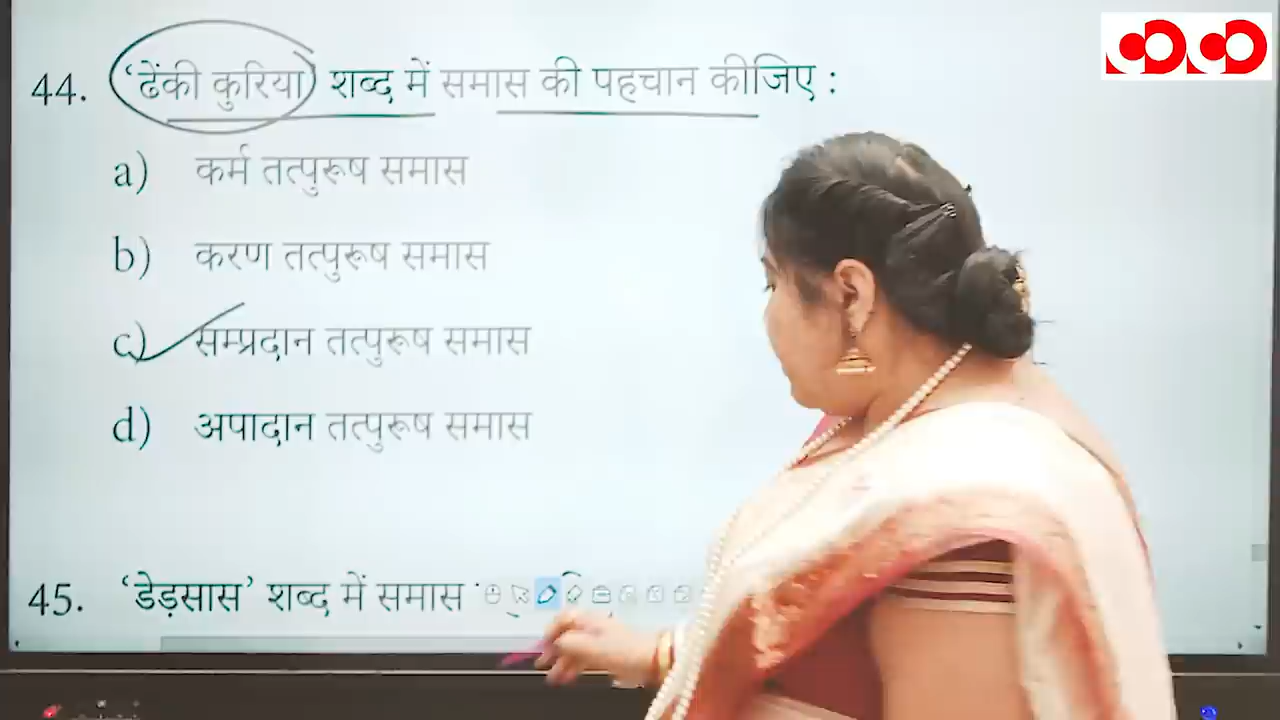 44. 'ढेंकी कुरिया' शब्द में समास की पहचान कीजिए :
a) कर्म तत्पुरूष समास
b) करण तत्पुरूष समास
c) सम्प्रदान तत्पुरूष समास
d) अपादान तत्पुरूष समास
45. 'डेड़सास' शब्द में समास